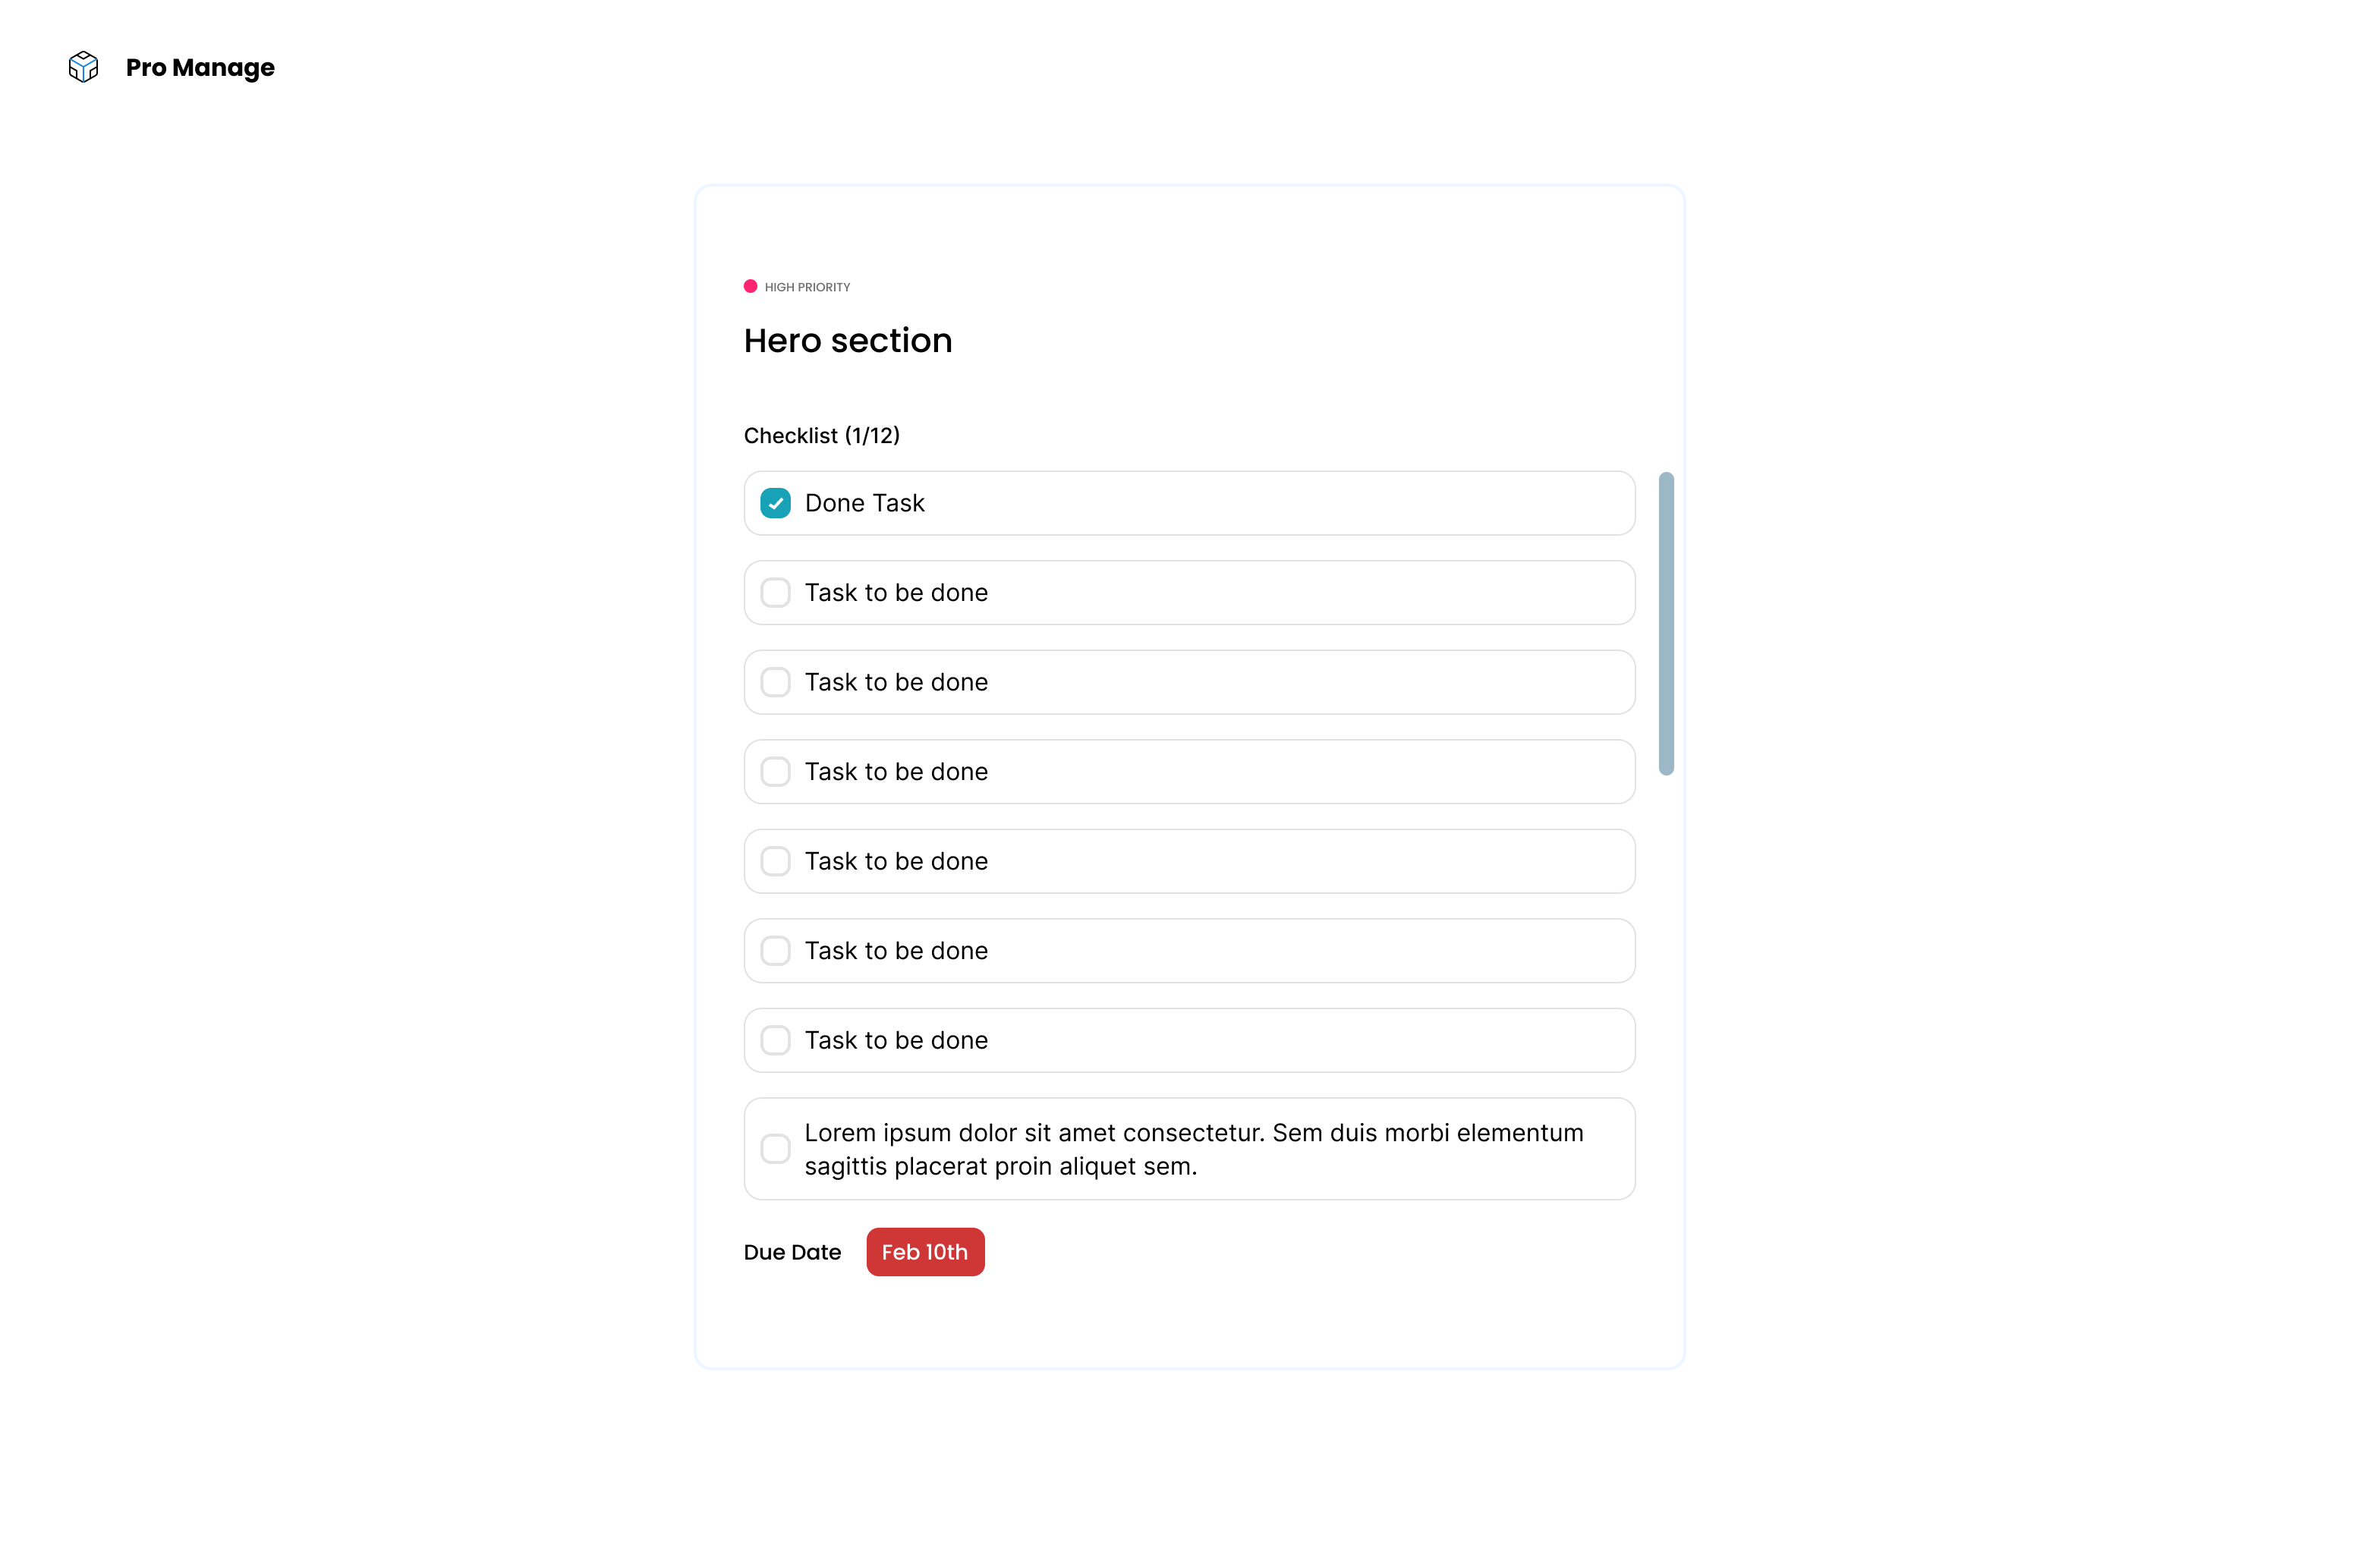 Pro Manage
HIGH PRIORITY
Hero section
Checklist (1/12)
Done Task
Task to be done
Task to be done
Task to be done
Task to be done
Task to be done
Task to be done
Lorem ipsum dolor sit amet consectetur. Sem duis morbi elementum
sagittis placerat proin aliquet sem.
Due Date Feb 10th